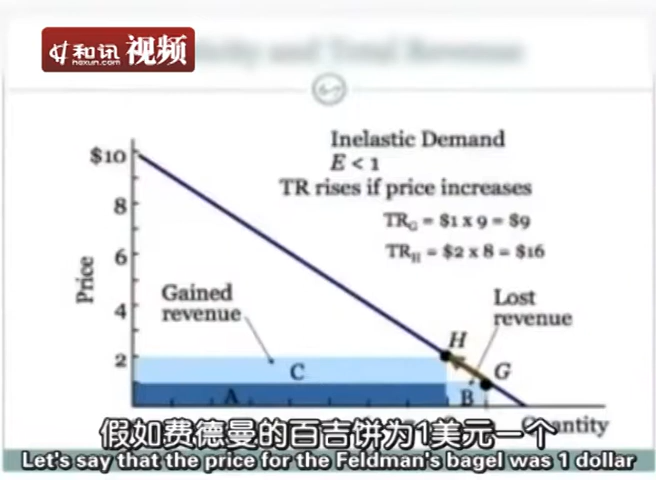 和讯 视频
hexun.com
and Total Revenue
Inelastic Demand
E < 1
TR rises if price increases
TR_G = $1 x 9 = $9
TR_H = $2 x 8 = $16
$10
8
6
4
2
Price
Gained
revenue
Lost
revenue
H
G
C
A
B
假如费德曼的百吉饼为1美元一个
Let's say that the price for the Feldman's bagel was 1 dollar